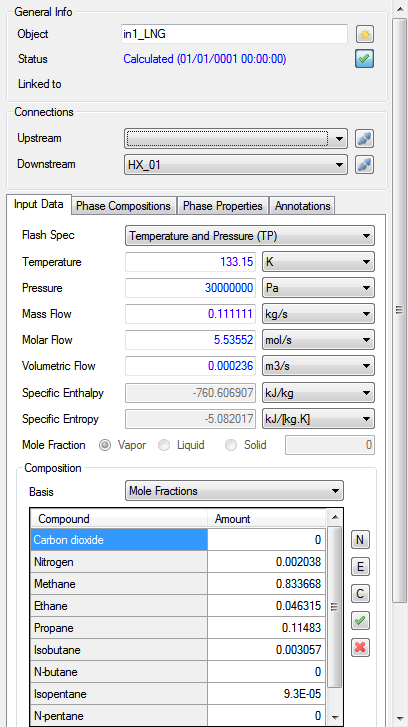 General Info
Object in1_LNG
Status Calculated (01/01/0001 00:00:00)
Linked to
Connections
Upstream
Downstream HX_01
Input Data Phase Compositions Phase Properties Annotations
Flash Spec Temperature and Pressure (TP)
Temperature 133.15 K
Pressure 30000000 Pa
Mass Flow 0.111111 kg/s
Molar Flow 5.53552 mol/s
Volumetric Flow 0.000236 m3/s
Specific Enthalpy -760.606907 kJ/kg
Specific Entropy -5.082017 kJ/[kg.K]
Mole Fraction Vapor Liquid Solid 0
Composition
Basis Mole Fractions
Compound Amount
Carbon dioxide 0 N
Nitrogen 0.002038 E
Methane 0.833668 C
Ethane 0.046315
Propane 0.11483
Isobutane 0.003057
N-butane 0
Isopentane 9.3E-05
N-pentane 0